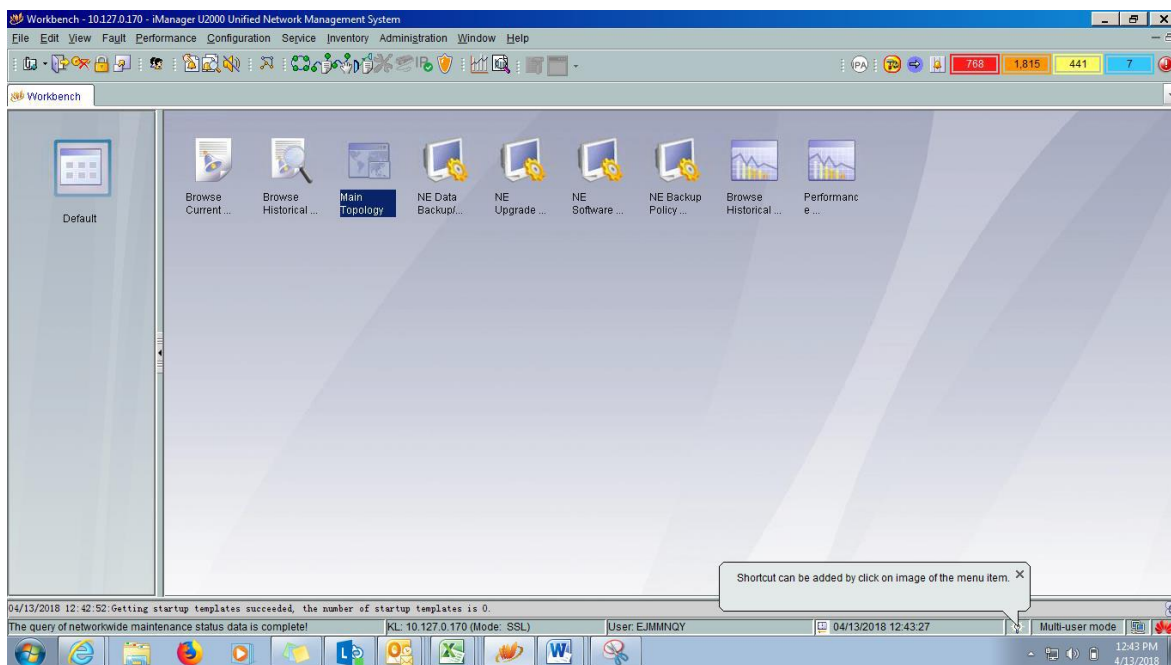 Workbench - 10.127.0.170 - iManager U2000 Unified Network Management System
File Edit View Fault Performance Configuration Service Inventory Administration Window Help
PA 768 1,815 441 7
Workbench
Default
Browse Current ...
Browse Historical ...
Main Topology
NE Data Backup/...
NE Upgrade ...
NE Software ...
NE Backup Policy ...
Browse Historical ...
Performanc e ...
Shortcut can be added by click on image of the menu item.
04/13/2018 12:42:52:Getting startup templates succeeded, the number of startup templates is 0.
The query of networkwide maintenance status data is complete! KL: 10.127.0.170 (Mode: SSL) User: EJMMNQY 04/13/2018 12:43:27 Multi-user mode
12:43 PM
4/13/2018